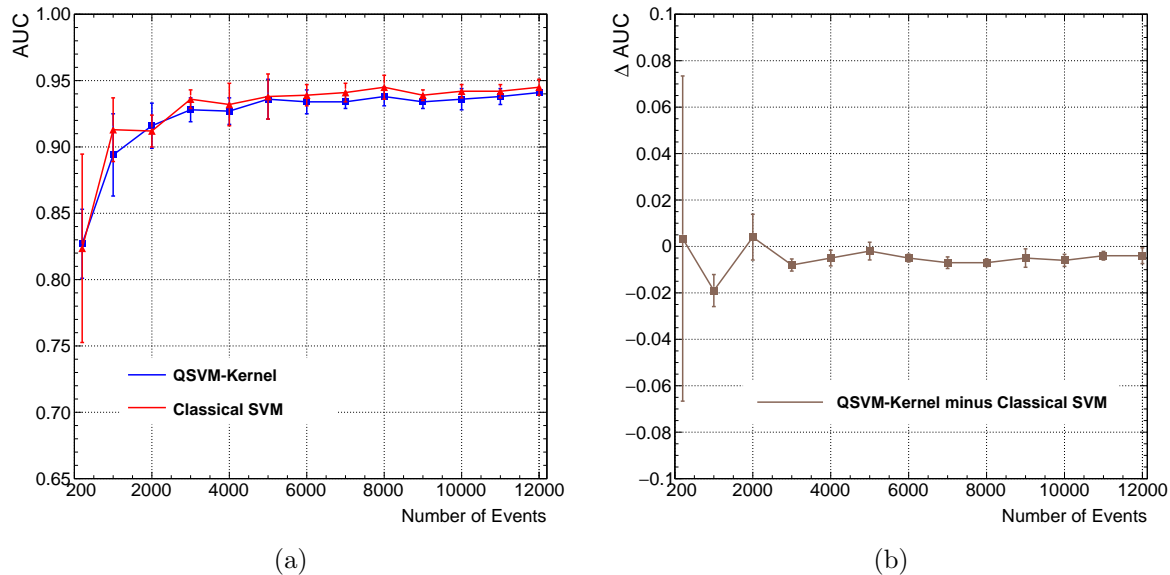 AUC
1.00
0.95
0.90
0.85
0.80
0.75
0.70
0.65
QSVM-Kernel
Classical SVM
200 2000 4000 6000 8000 10000 12000
Number of Events
(a)
Δ AUC
0.1
0.08
0.06
0.04
0.02
0
−0.02
−0.04
−0.06
−0.08
−0.1
QSVM-Kernel minus Classical SVM
200 2000 4000 6000 8000 10000 12000
Number of Events
(b)